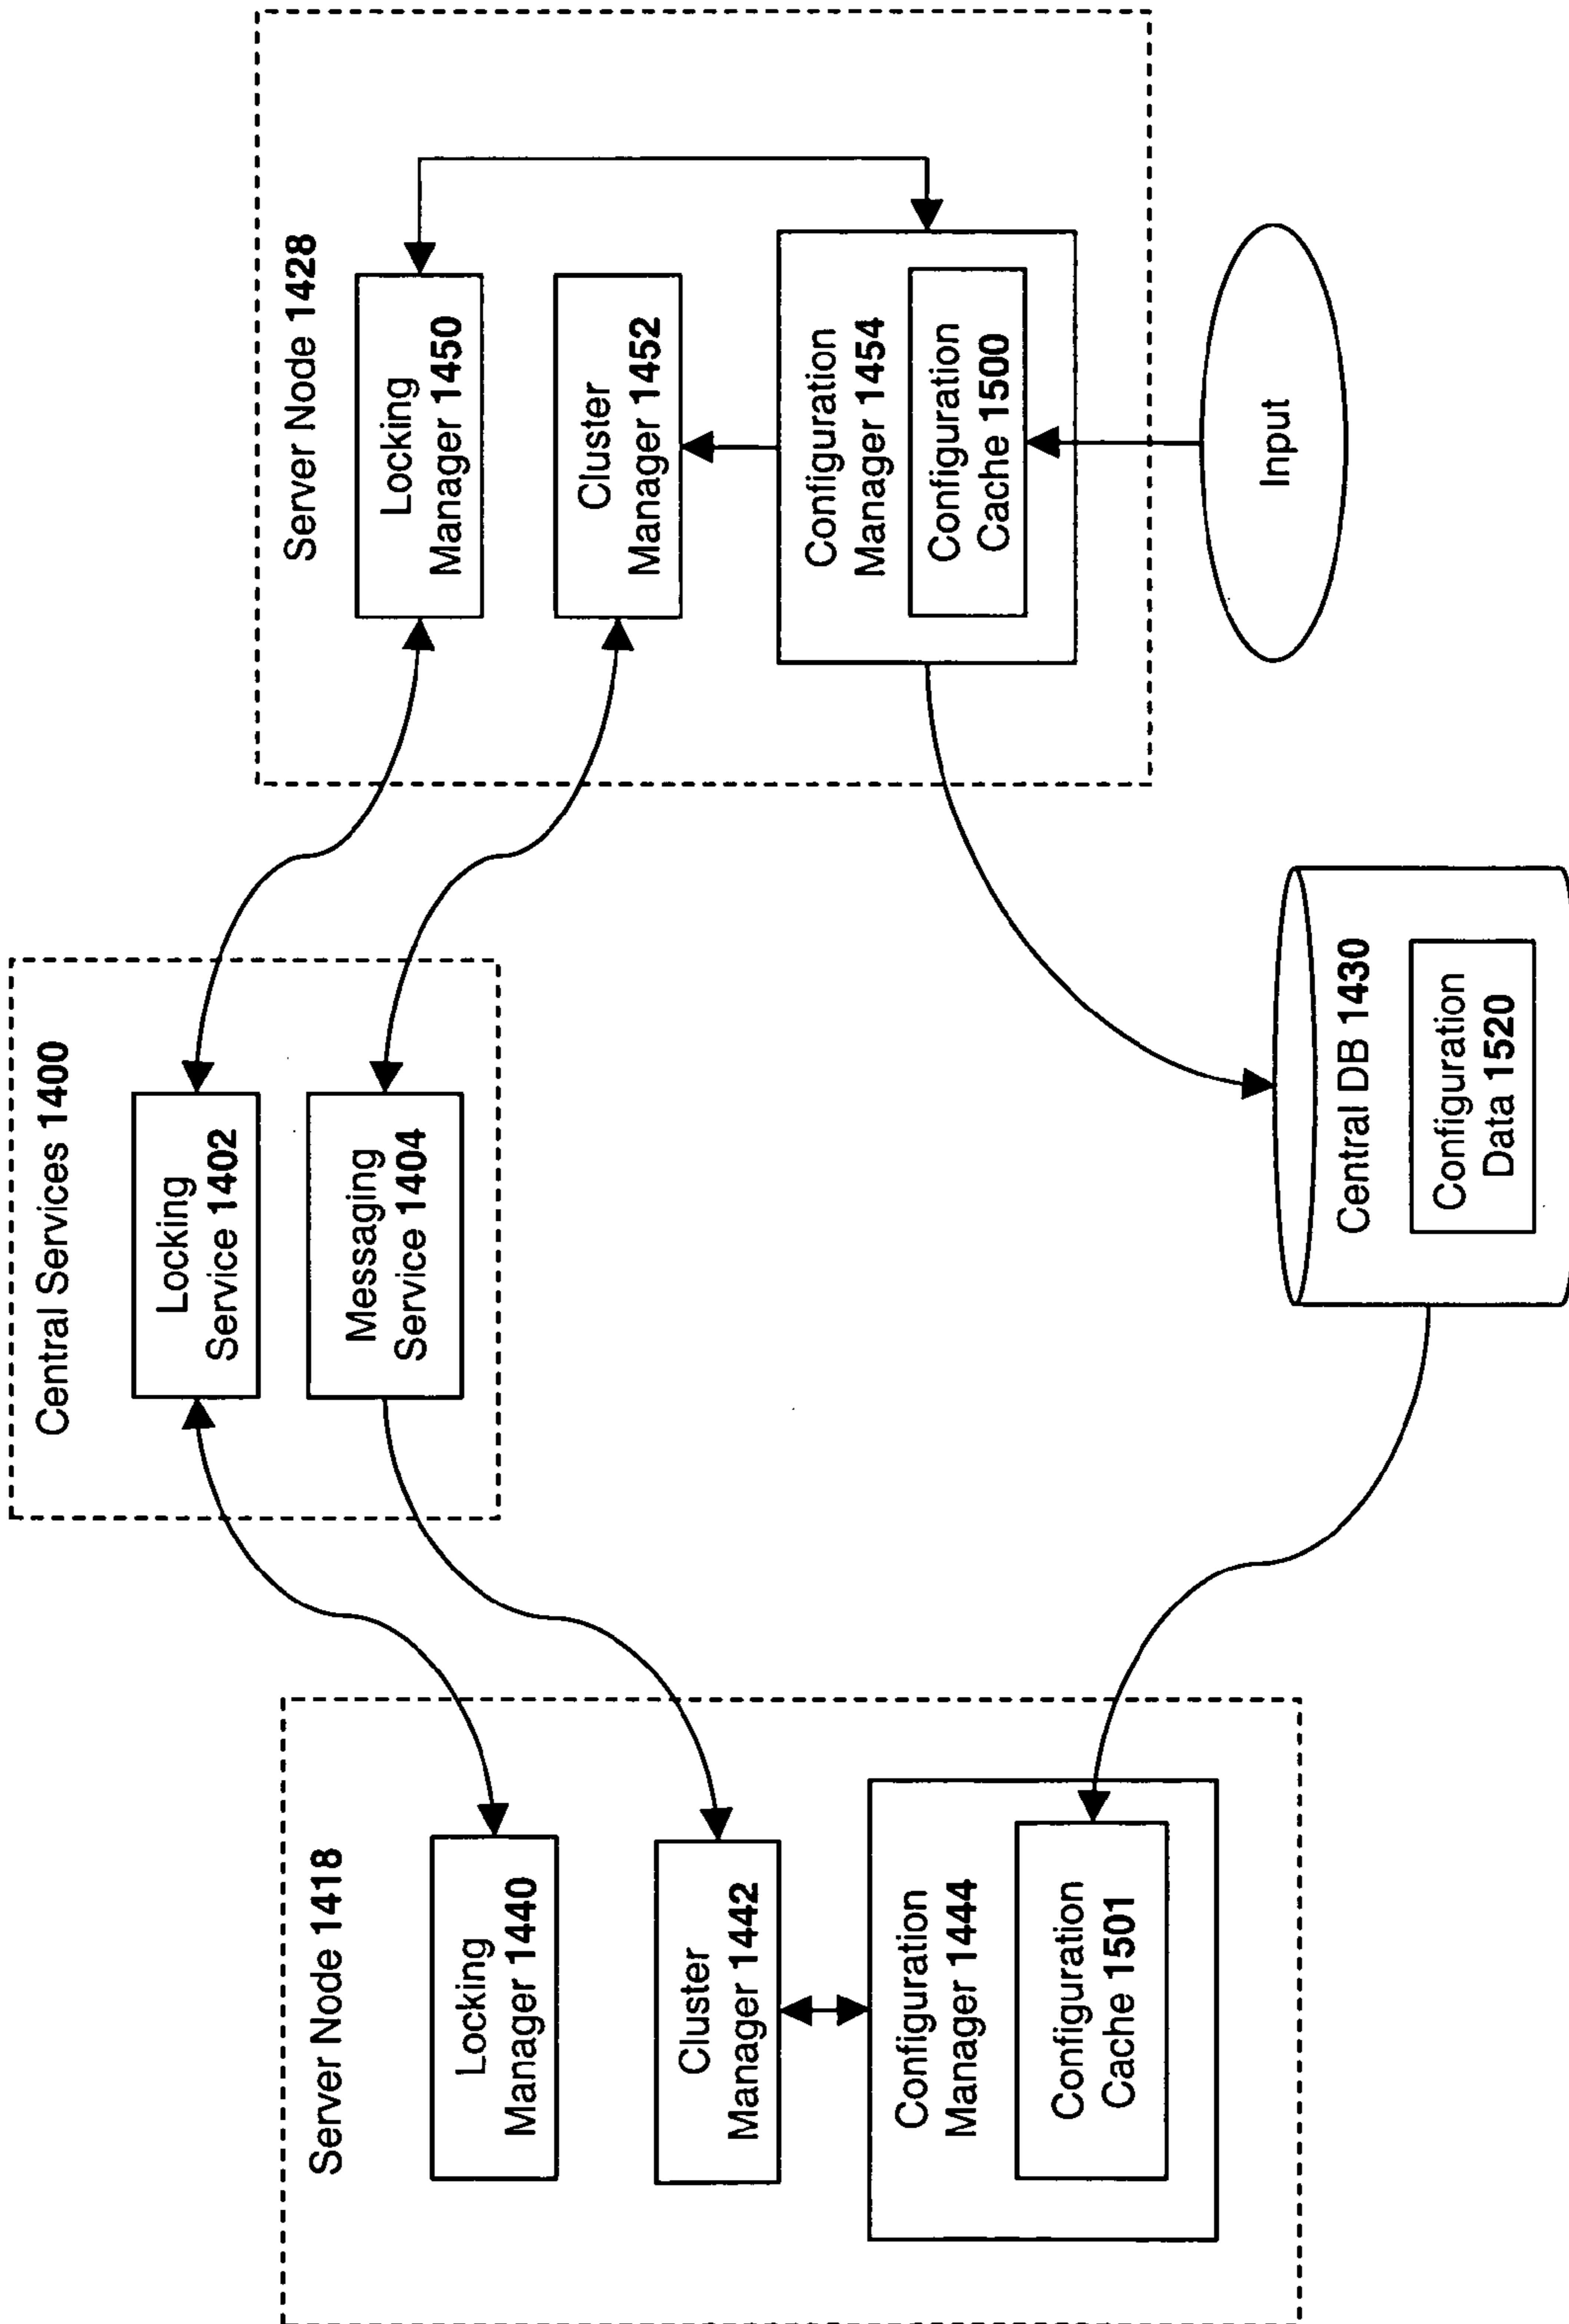 Server Node 1418
Locking
Manager 1440
Cluster
Manager 1442
Configuration
Manager 1444
Configuration
Cache 1501
Central Services 1400
Locking
Service 1402
Messaging
Service 1404
Central DB 1430
Configuration
Data 1520
Server Node 1428
Locking
Manager 1450
Cluster
Manager 1452
Configuration
Manager 1454
Configuration
Cache 1500
Input